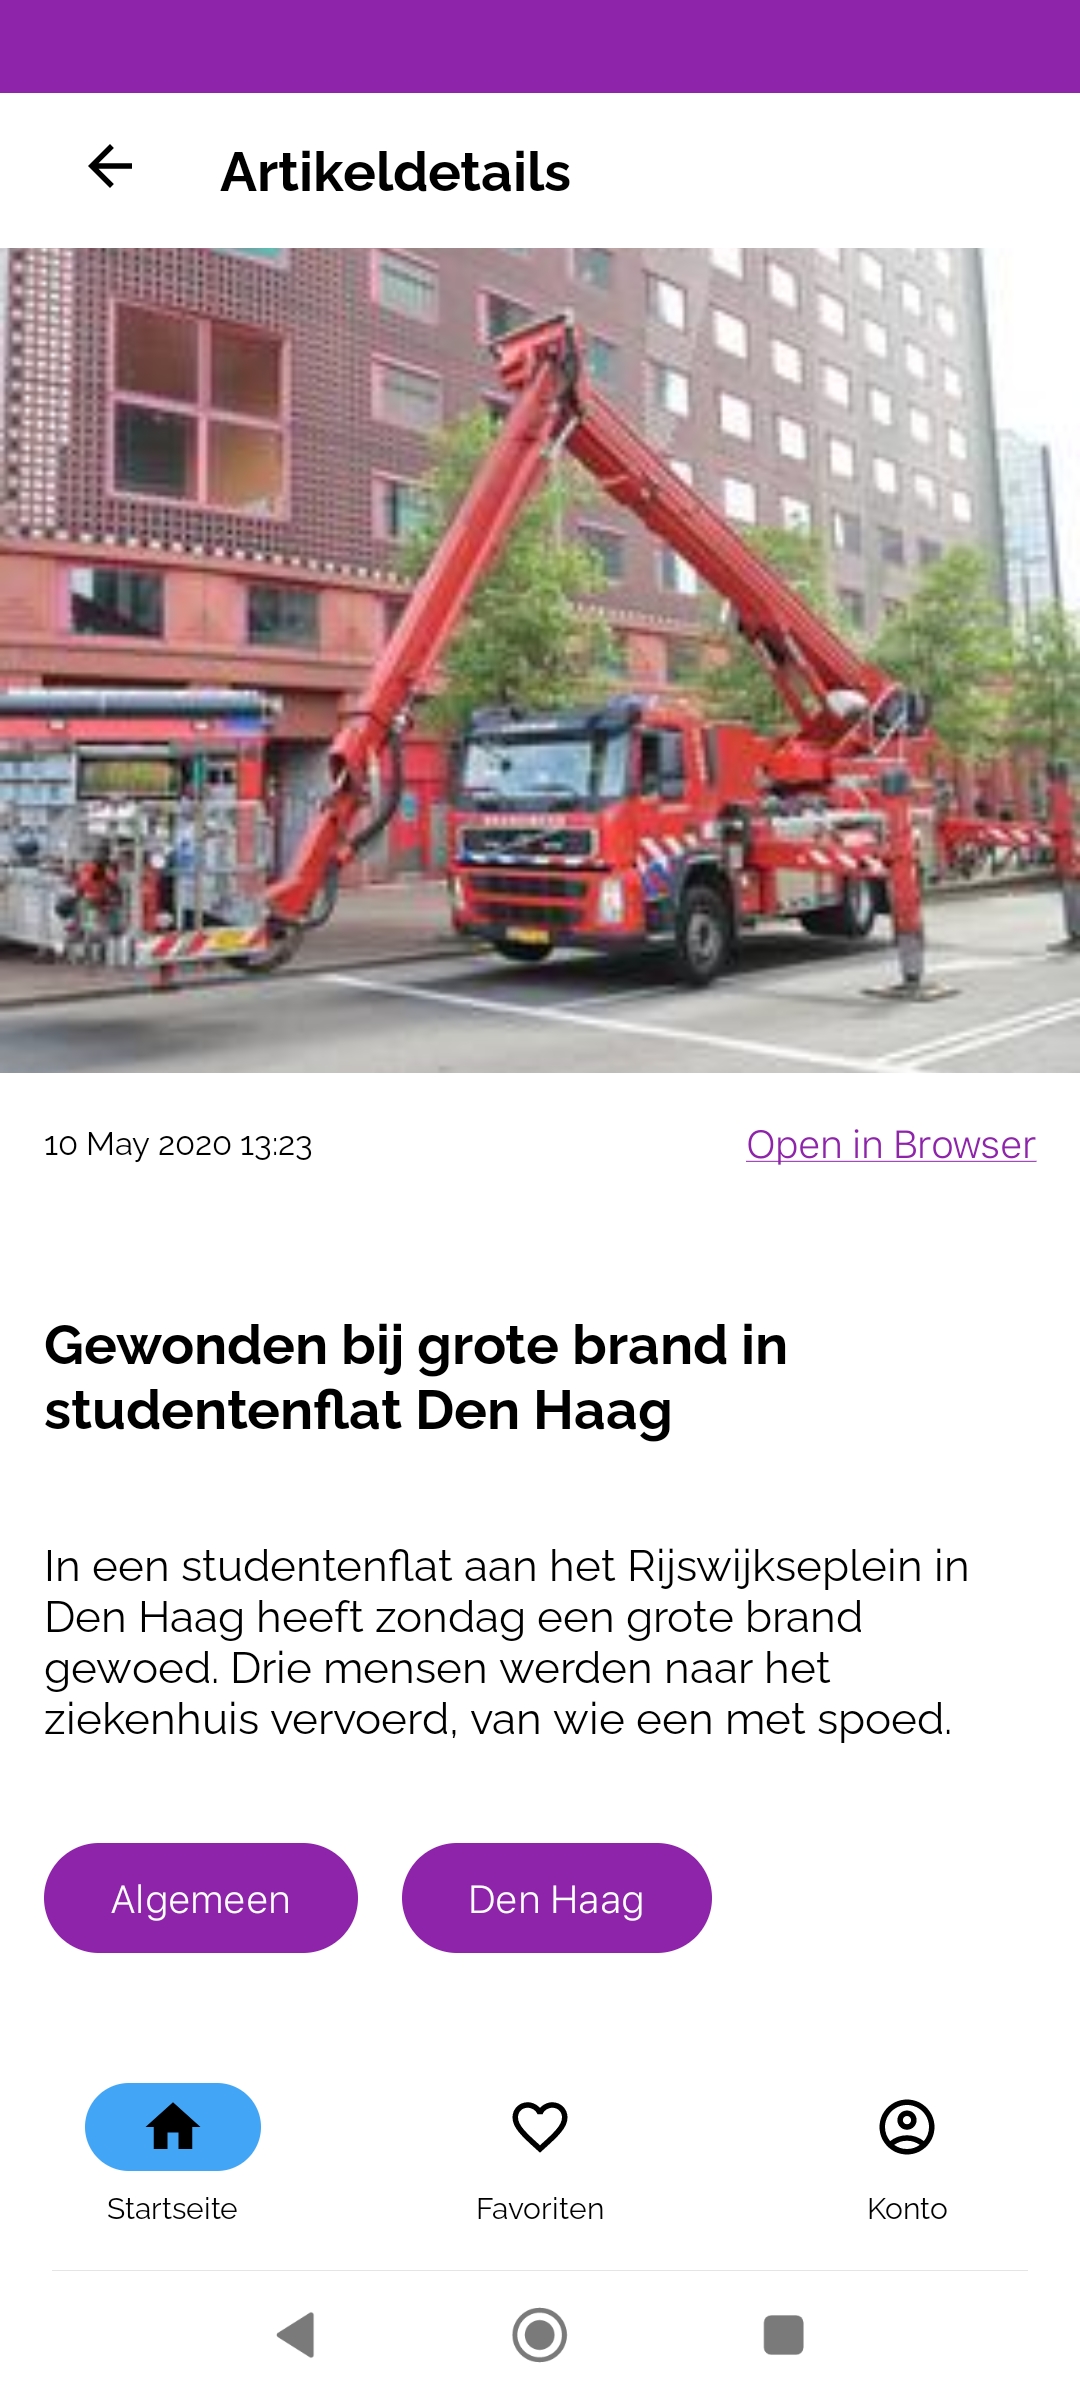 Artikeldetails
10 May 2020 13:23
Open in Browser
Gewonden bij grote brand in
studentenflat Den Haag
In een studentenflat aan het Rijswijkseplein in
Den Haag heeft zondag een grote brand
gewoed. Drie mensen werden naar het
ziekenhuis vervoerd, van wie een met spoed.
Algemeen
Den Haag
Startseite
Favoriten
Konto